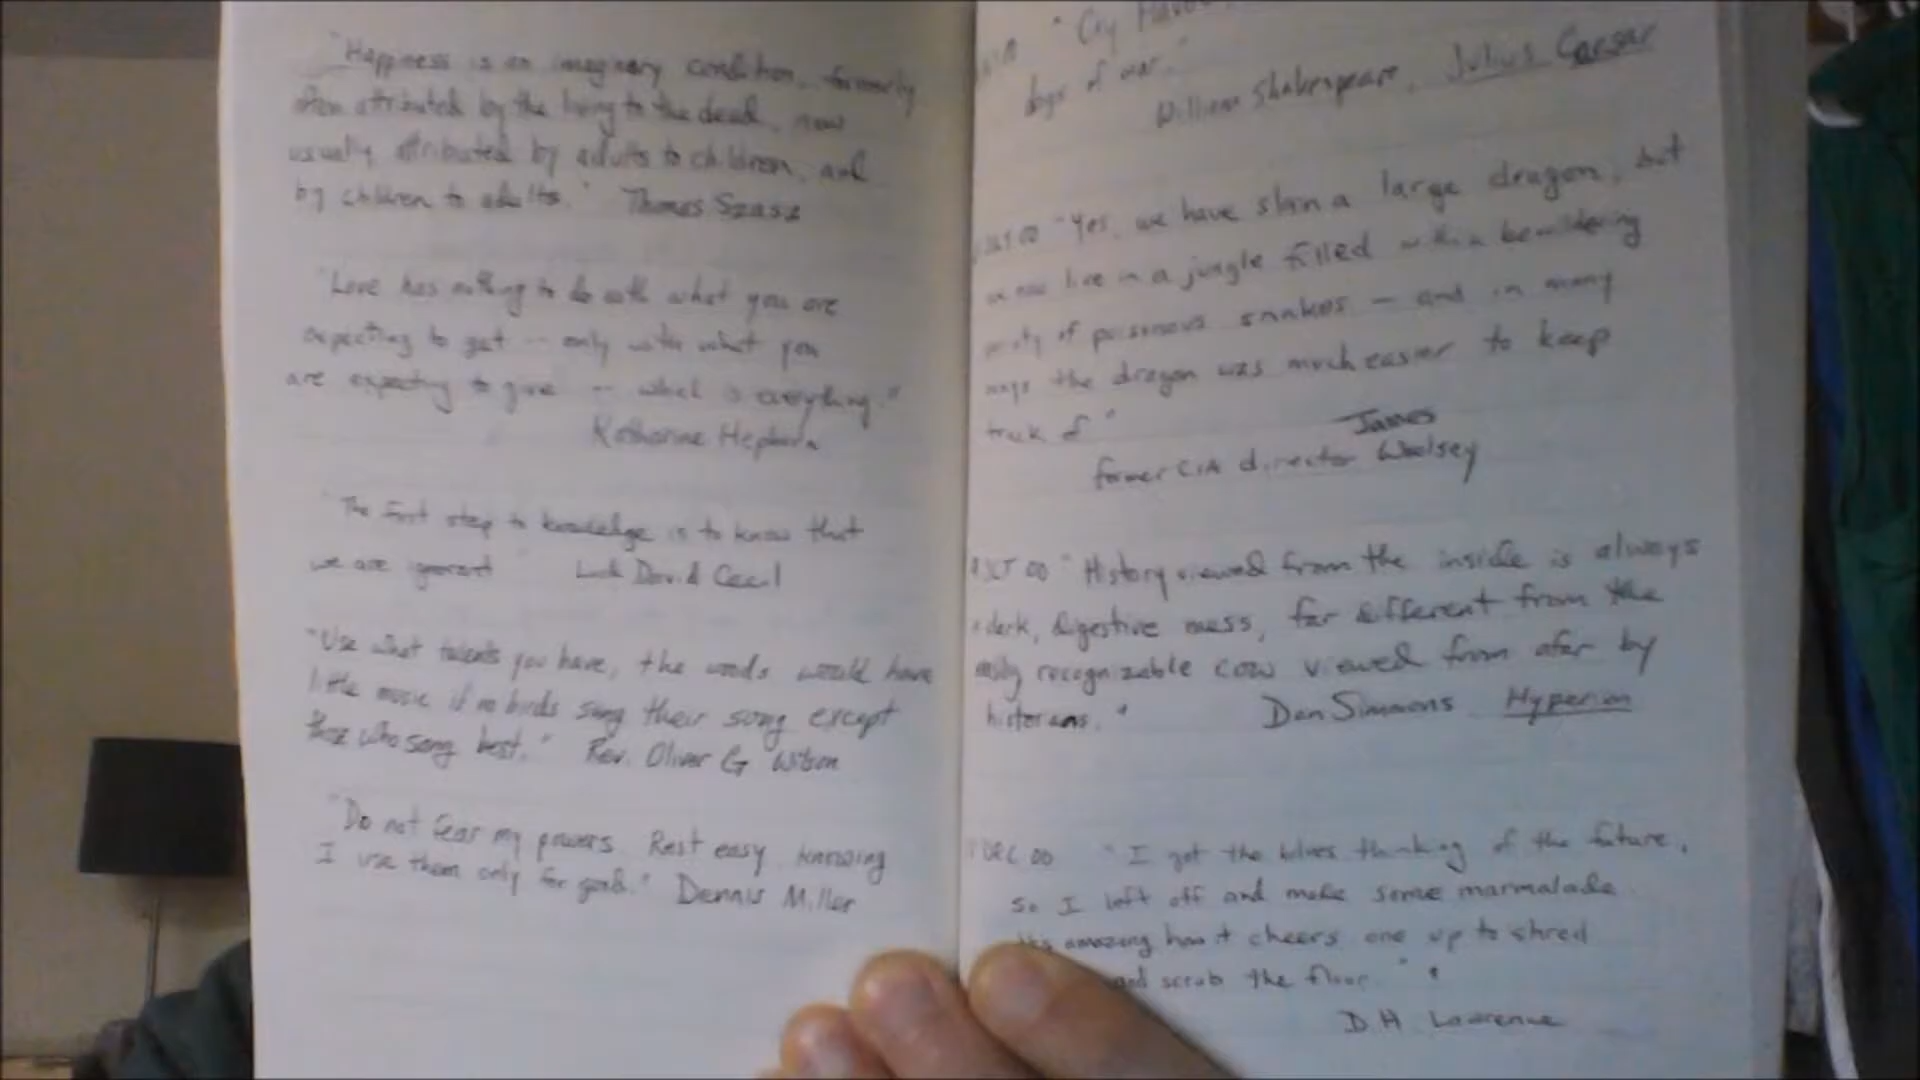 "Happiness is an imaginary condition, formerly
often attributed by the living to the dead, now
usually attributed by adults to children, and
by children to adults." Thomas Szasz
"Love has nothing to do with what you are
expecting to get -- only with what you
are expecting to give -- which is everything."
Katharine Hepburn
"The first step to knowledge is to know that
we are ignorant" Lord David Cecil
"Use what talents you have, the woods would have
little music if no birds sang their song except
those who sang best." Rev. Oliver G Wilson
"Do not fear my powers. Rest easy knowing
I use them only for good." Dennis Miller
"Cry Havoc
dogs of war."
William Shakespeare, Julius Caesar
00 "Yes, we have slain a large dragon, but
we now live in a jungle filled with a bewildering
of poisonous snakes — and in many
ways the dragon was much easier to keep
track of"
James
former CIA director Woolsey
00 "History viewed from the inside is always
a dark, digestive mess, far different from the
easily recognizable cow viewed from afar by
historians." Dan Simmons Hyperion
DEC 00 "I got the blues thinking of the future,
so I left off and made some marmalade
It's amazing how it cheers one up to shred
and scrub the floor."
D H Lawrence